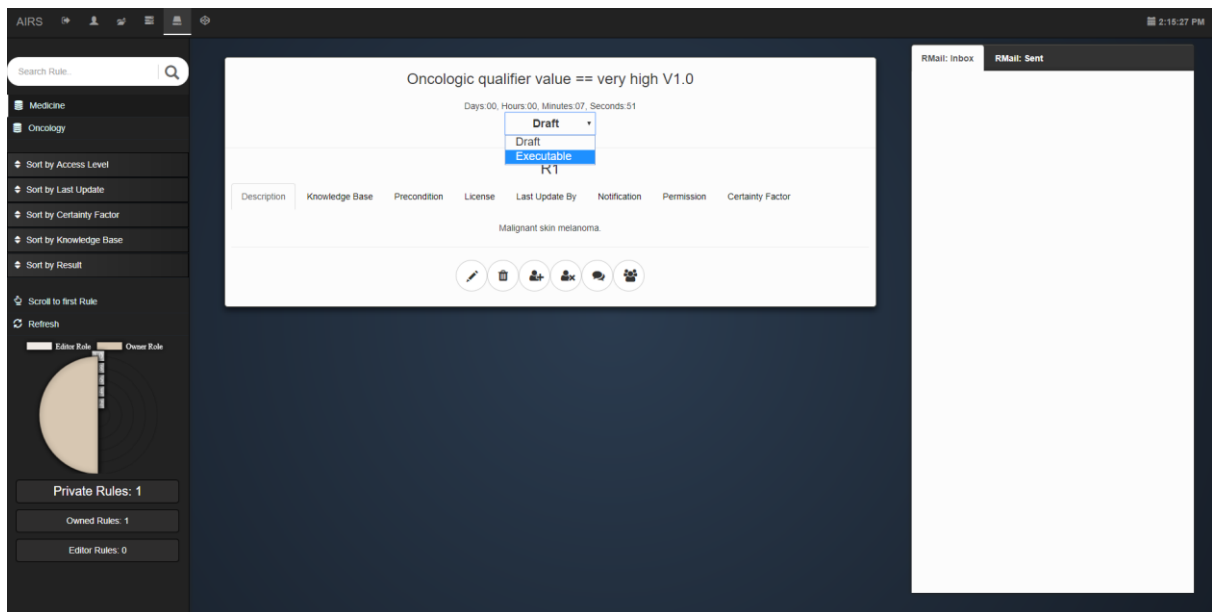 AIRS
2:15:27 PM
Search Rule..
Medicine
Oncology
Sort by Access Level
Sort by Last Update
Sort by Certainty Factor
Sort by Knowledge Base
Sort by Result
Scroll to first Rule
Refresh
Editor Role Owner Role
Private Rules: 1
Owned Rules: 1
Editor Rules: 0
Oncologic qualifier value == very high V1.0
Days:00, Hours:00, Minutes:07, Seconds:51
Draft
Draft
Executable
R1
Description Knowledge Base Precondition License Last Update By Notification Permission Certainty Factor
Malignant skin melanoma.
RMail: Inbox RMail: Sent